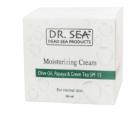 DR. SEA
DEAD SEA PRODUCTS
Moisturizing Cream
Olive Oil, Papaya & Green Tea SPF 15
For normal skin